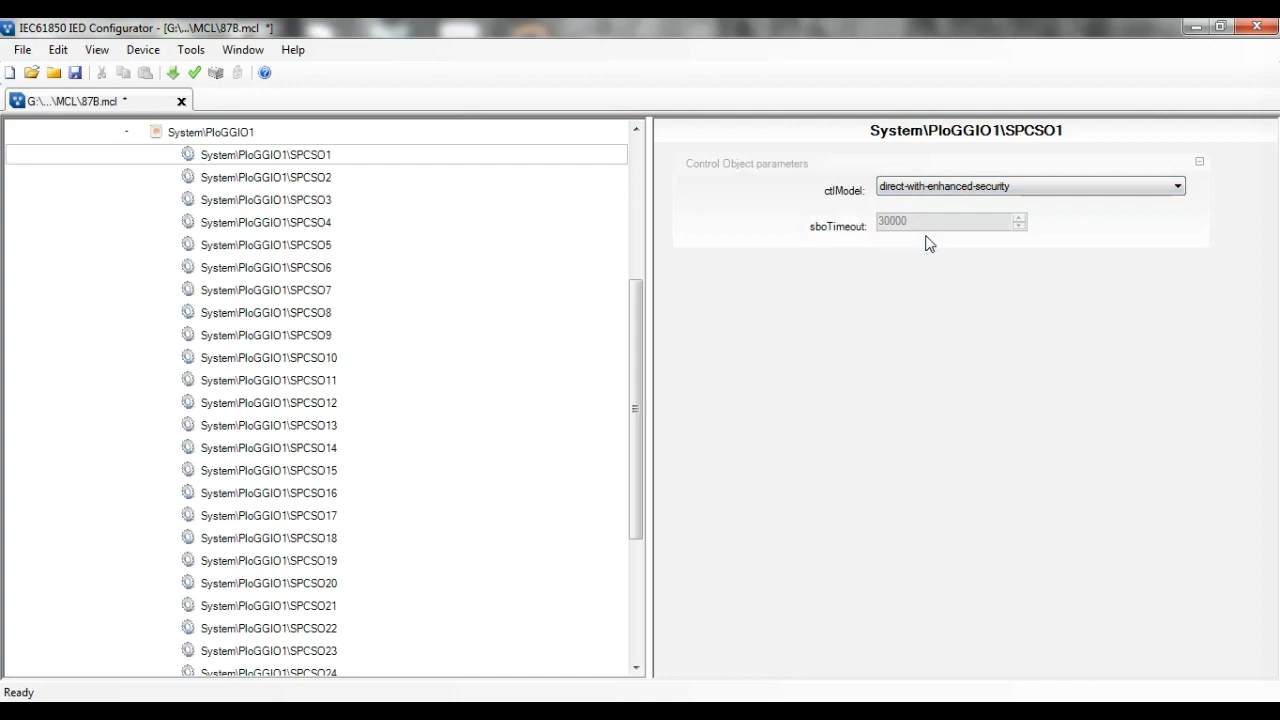 IEC61850 IED Configurator - [G:\...\MCL\87B.mcl *]
File Edit View Device Tools Window Help
G:\...\MCL\87B.mcl *
System\PloGGIO1
System\PloGGIO1\SPCSO1
System\PloGGIO1\SPCSO2
System\PloGGIO1\SPCSO3
System\PloGGIO1\SPCSO4
System\PloGGIO1\SPCSO5
System\PloGGIO1\SPCSO6
System\PloGGIO1\SPCSO7
System\PloGGIO1\SPCSO8
System\PloGGIO1\SPCSO9
System\PloGGIO1\SPCSO10
System\PloGGIO1\SPCSO11
System\PloGGIO1\SPCSO12
System\PloGGIO1\SPCSO13
System\PloGGIO1\SPCSO14
System\PloGGIO1\SPCSO15
System\PloGGIO1\SPCSO16
System\PloGGIO1\SPCSO17
System\PloGGIO1\SPCSO18
System\PloGGIO1\SPCSO19
System\PloGGIO1\SPCSO20
System\PloGGIO1\SPCSO21
System\PloGGIO1\SPCSO22
System\PloGGIO1\SPCSO23
System\PloGGIO1\SPCSO24
System\PloGGIO1\SPCSO1
Control Object parameters
ctlModel: direct-with-enhanced-security
sboTimeout: 30000
Ready